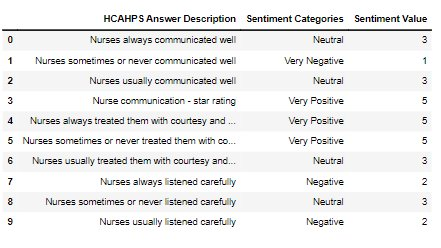 HCAHPS Answer Description Sentiment Categories Sentiment Value
0 Nurses always communicated well Neutral 3
1 Nurses sometimes or never communicated well Very Negative 1
2 Nurses usually communicated well Neutral 3
3 Nurse communication - star rating Very Positive 5
4 Nurses always treated them with courtesy and ... Very Positive 5
5 Nurses sometimes or never treated them with co... Very Positive 5
6 Nurses usually treated them with courtesy and... Neutral 3
7 Nurses always listened carefully Negative 2
8 Nurses sometimes or never listened carefully Neutral 3
9 Nurses usually listened carefully Negative 2